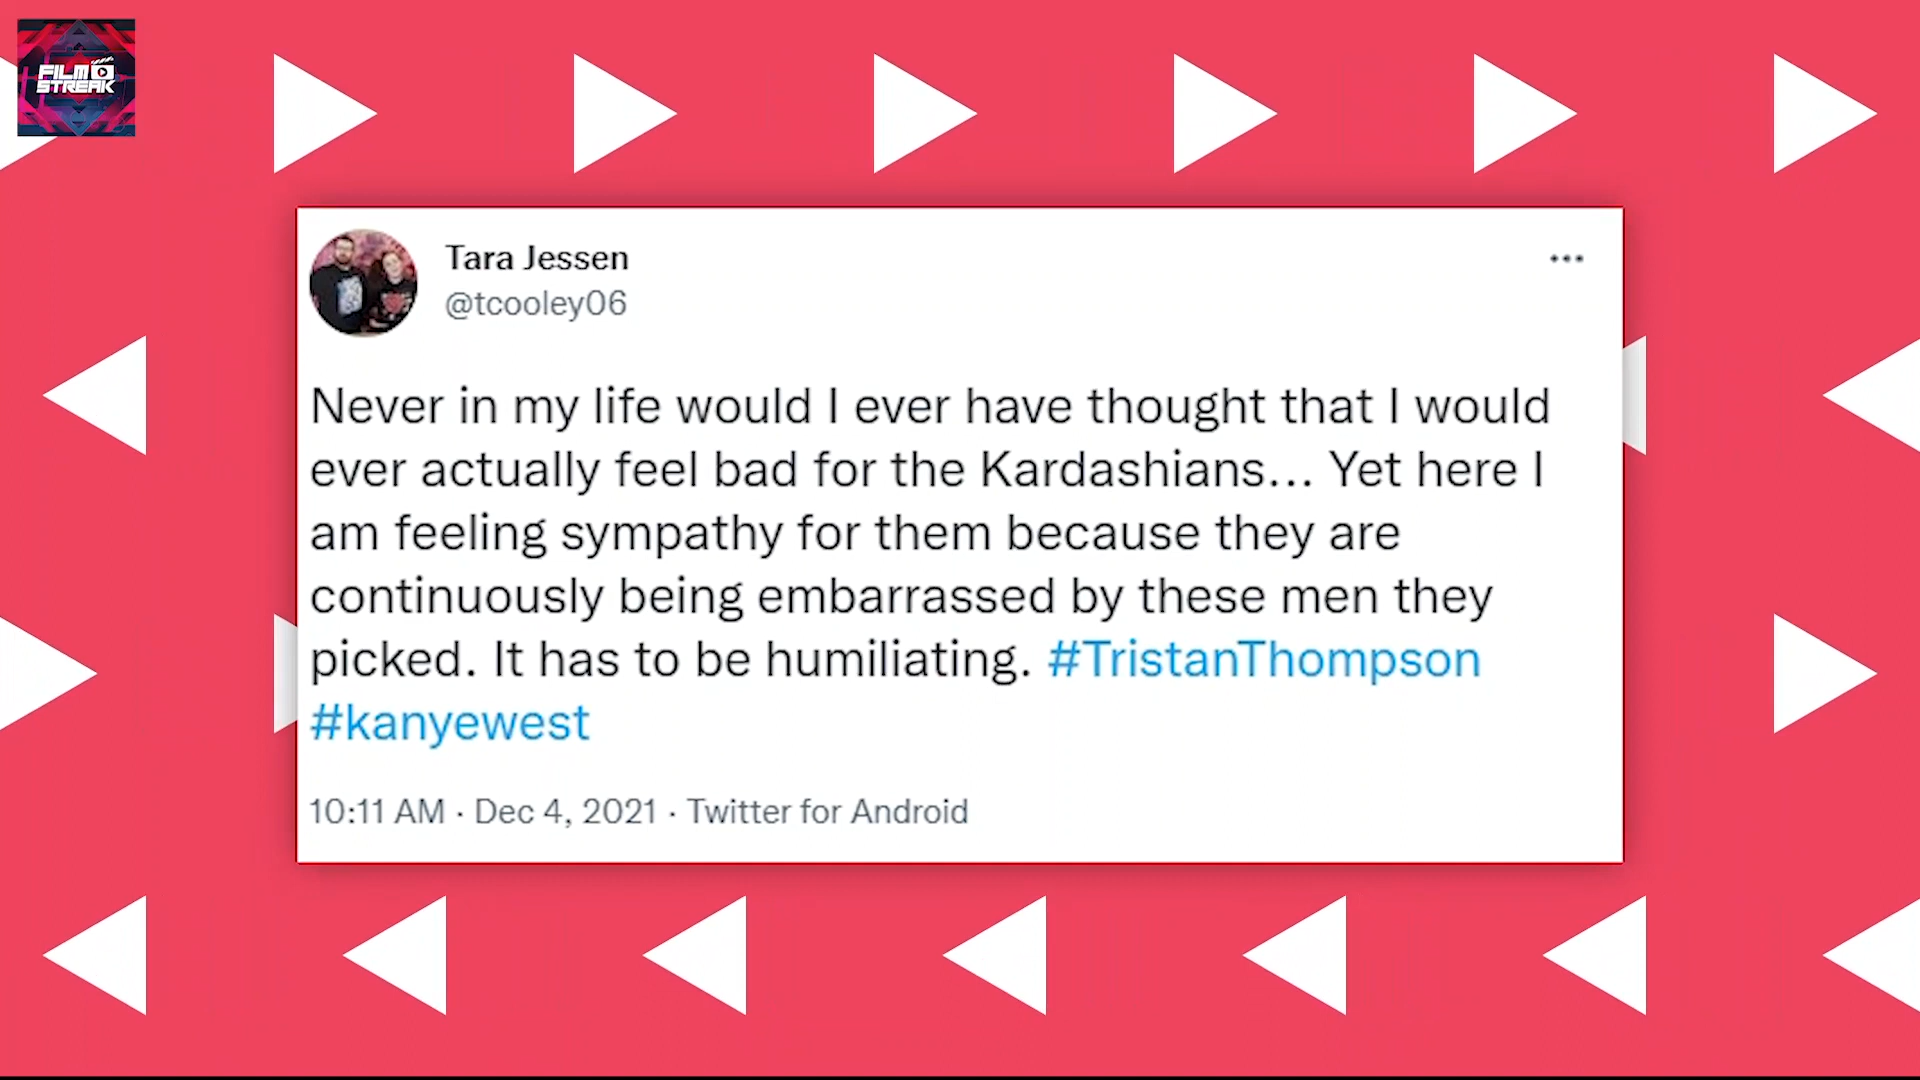 FILM
STREAK
Tara Jessen
@tcooley06
Never in my life would I ever have thought that I would
ever actually feel bad for the Kardashians... Yet here I
am feeling sympathy for them because they are
continuously being embarrassed by these men they
picked. It has to be humiliating. #TristanThompson
#kanyewest
10:11 AM · Dec 4, 2021 · Twitter for Android